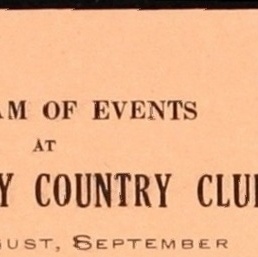 AM OF EVENTS
AT
Y COUNTRY CLU
UST, SEPTEMBER